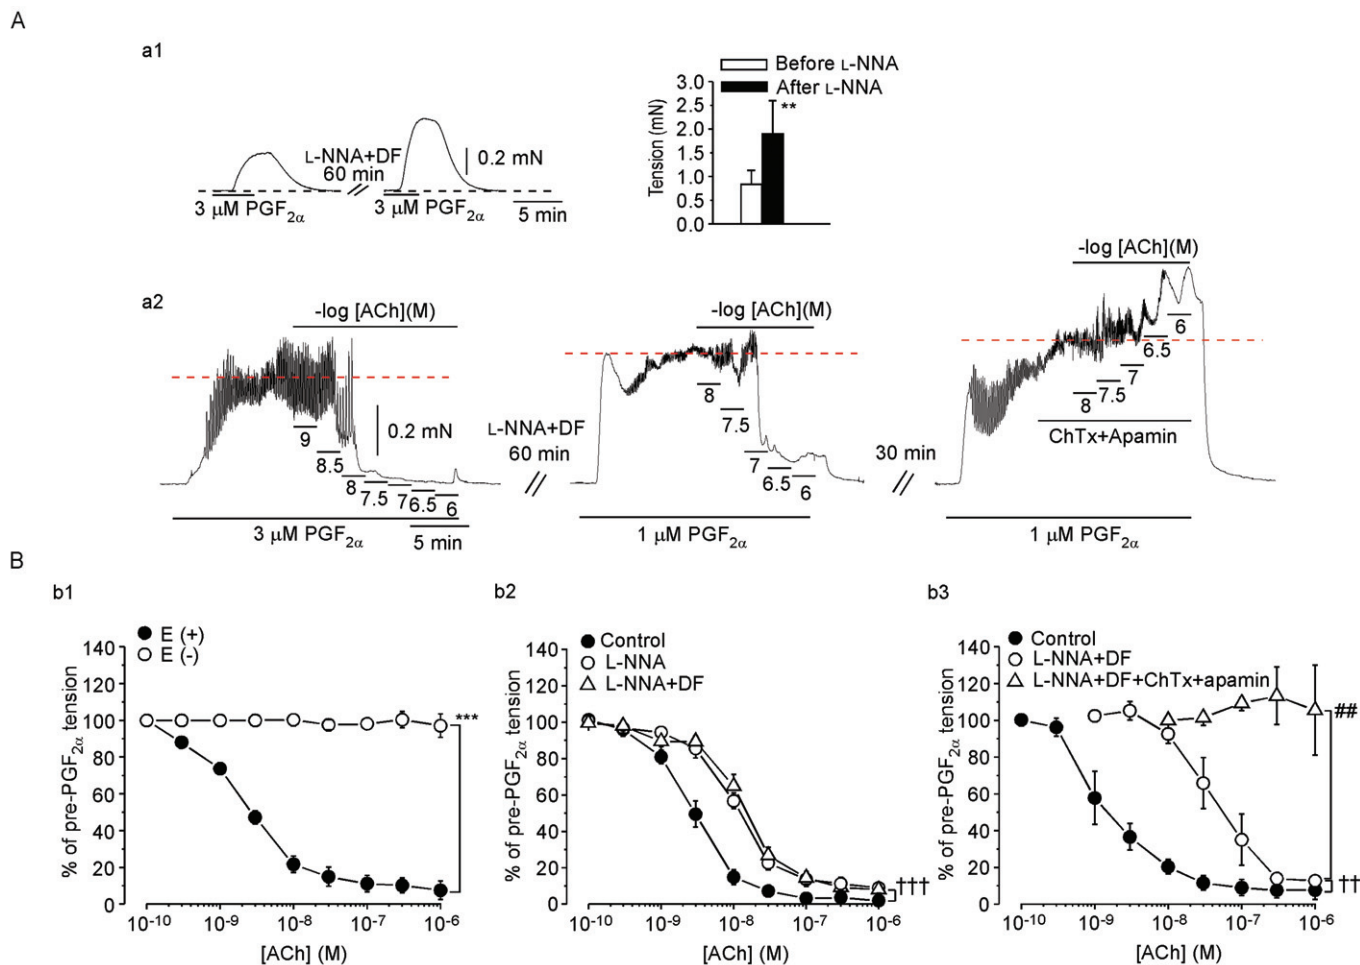 A
a1
L-NNA+DF
60 min
0.2 mN
3 μM PGF2α
3 μM PGF2α
5 min
Before L-NNA
After L-NNA
**
Tension (mN)
3.0
2.5
2.0
1.5
1.0
0.5
0.0
a2
-log [ACh](M)
9
8.5
8
7.5
7
6.5
6
0.2 mN
3 μM PGF2α
5 min
L-NNA+DF
60 min
-log [ACh](M)
8
7.5
7
6.5
6
1 μM PGF2α
30 min
-log [ACh](M)
8
7.5
7
6.5
6
ChTx+Apamin
1 μM PGF2α
B
b1
E (+)
E (-)
% of pre-PGF2α tension
140
120
100
80
60
40
20
0
***
10-10
10-9
10-8
10-7
10-6
[ACh] (M)
b2
Control
L-NNA
L-NNA+DF
% of pre-PGF2α tension
140
120
100
80
60
40
20
0
†††
10-10
10-9
10-8
10-7
10-6
[ACh] (M)
b3
Control
L-NNA+DF
L-NNA+DF+ChTx+apamin
% of pre-PGF2α tension
140
120
100
80
60
40
20
0
##
††
10-10
10-9
10-8
10-7
10-6
[ACh] (M)